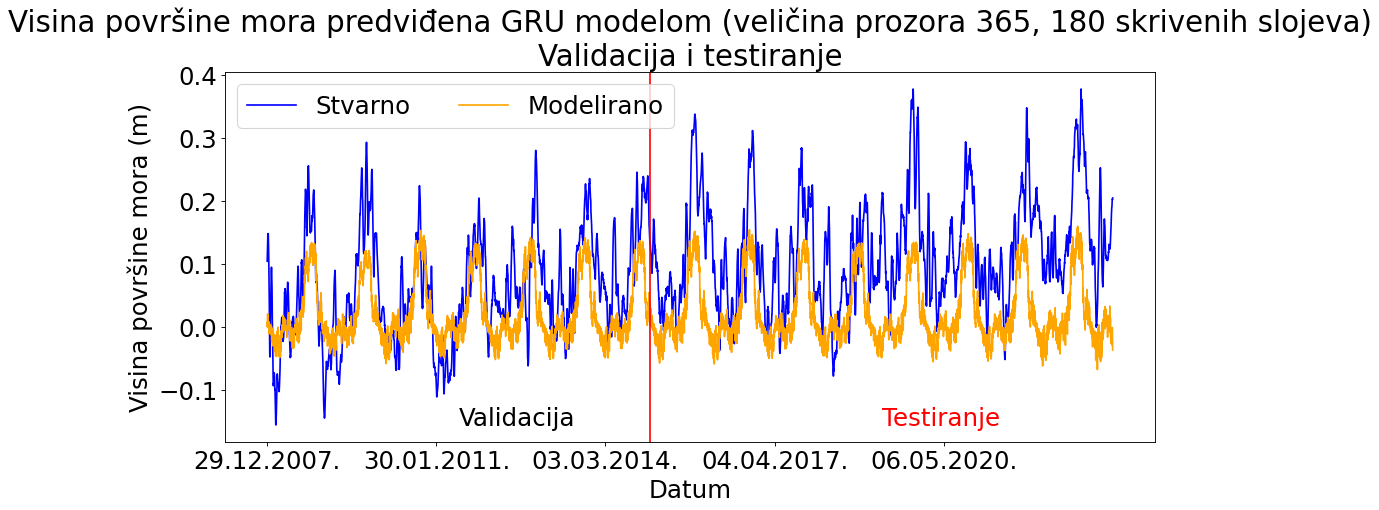 Visina površine mora predviđena GRU modelom (veličina prozora 365, 180 skrivenih slojeva)
Validacija i testiranje
Stvarno Modelirano
Visina površine mora (m)
0.4
0.3
0.2
0.1
0.0
−0.1
Validacija
Testiranje
29.12.2007. 30.01.2011. 03.03.2014. 04.04.2017. 06.05.2020.
Datum